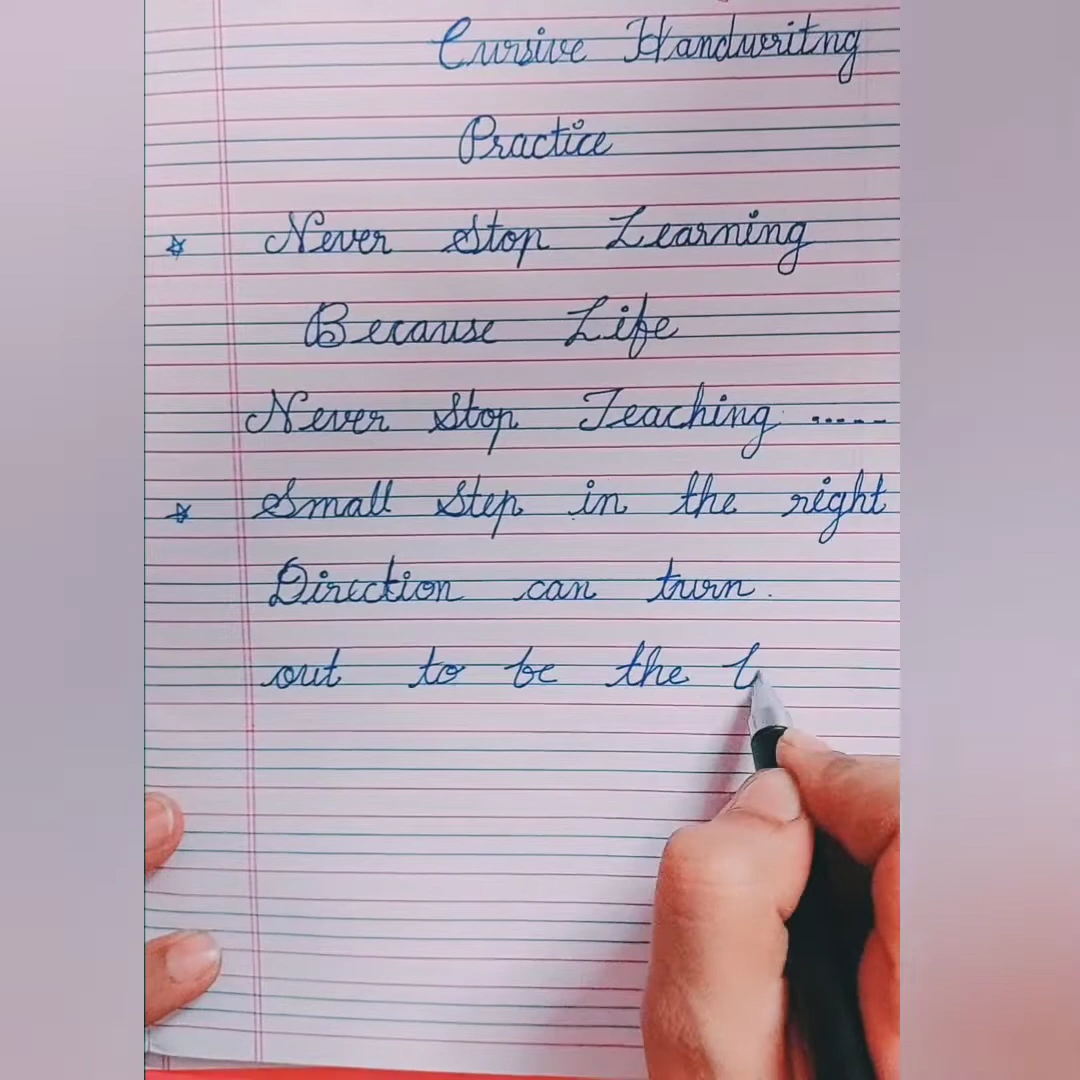 Cursive Handwritng
Practice
Never Stop Learning
Because Life
Never Stop Teaching .....
Small Step in the right
Direction can turn.
out to be the